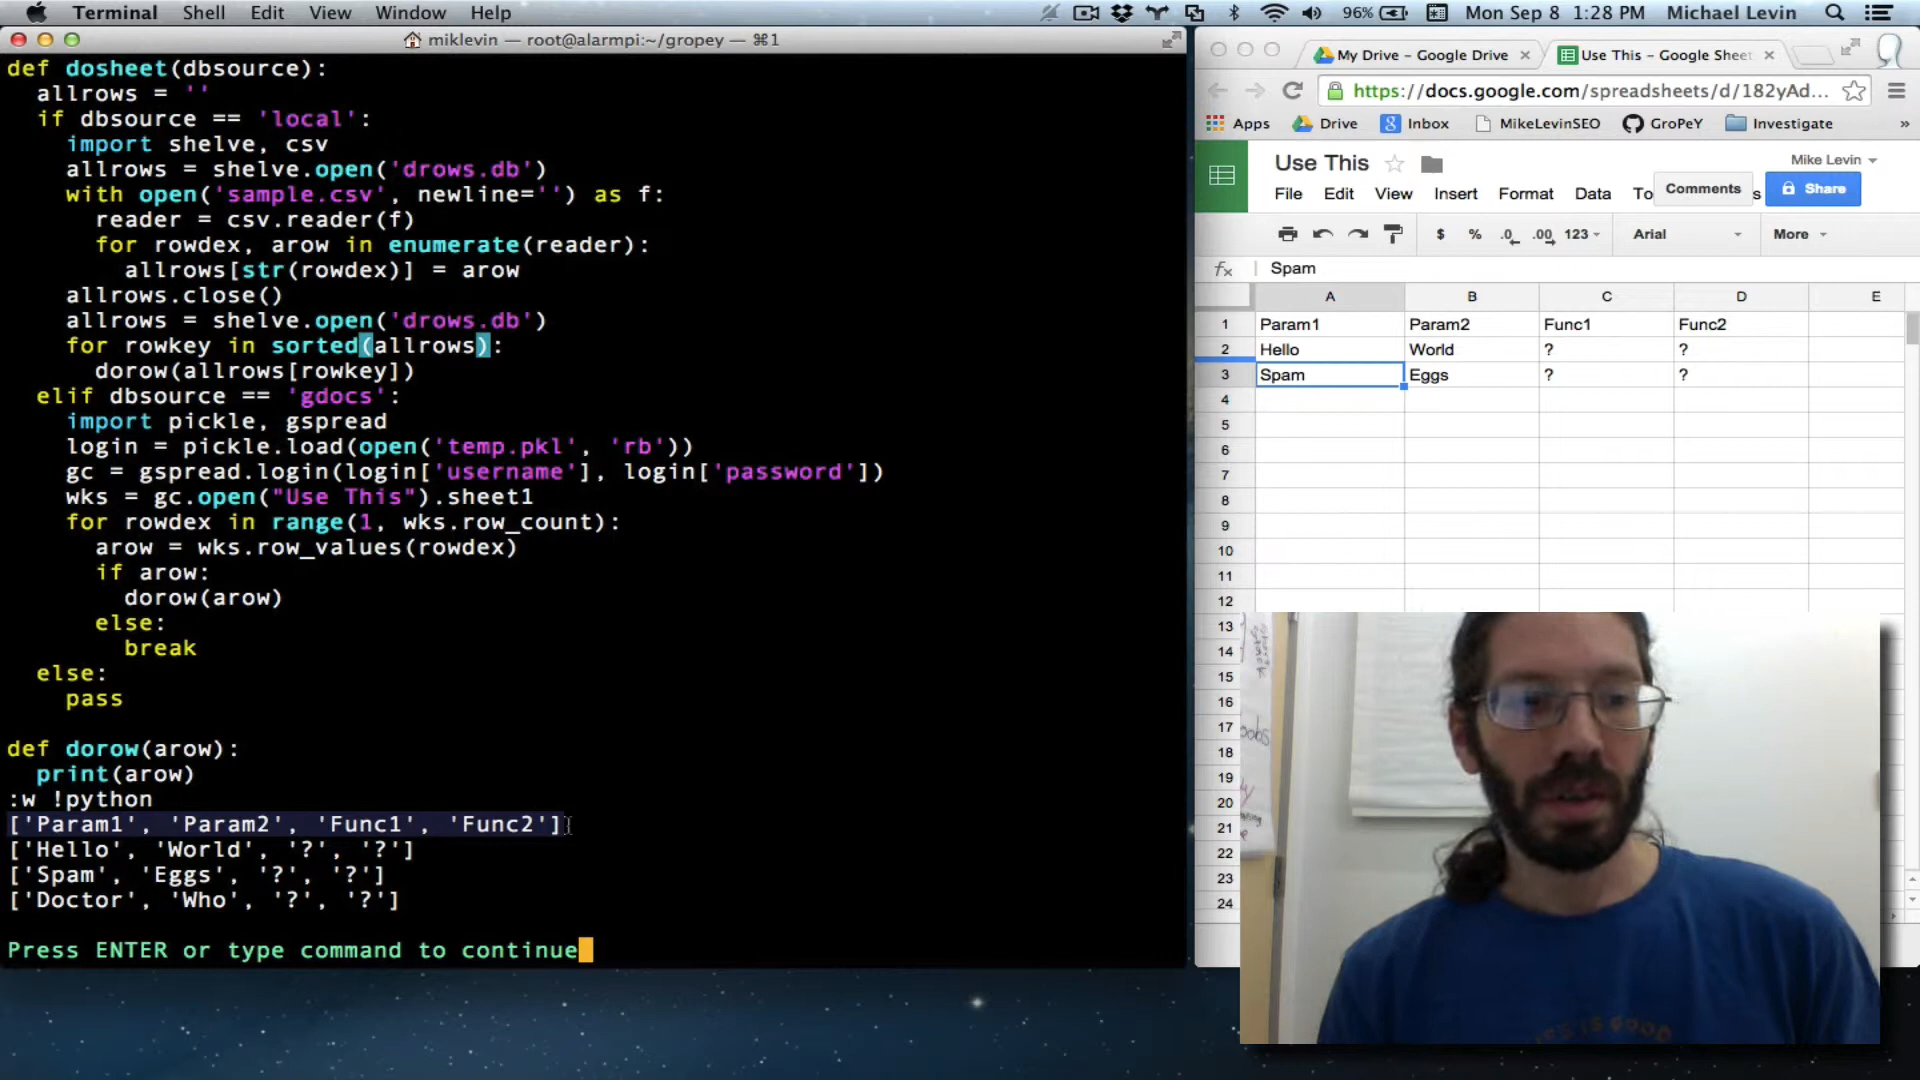 Terminal Shell Edit View Window Help 96% Mon Sep 8 1:28 PM Michael Levin
miklevin — root@alarmpi:~/gropey — ⌘1
def dosheet(dbsource):
  allrows = ''
  if dbsource == 'local':
    import shelve, csv
    allrows = shelve.open('drows.db')
    with open('sample.csv', newline='') as f:
      reader = csv.reader(f)
      for rowdex, arow in enumerate(reader):
        allrows[str(rowdex)] = arow
    allrows.close()
    allrows = shelve.open('drows.db')
    for rowkey in sorted(allrows):
      dorow(allrows[rowkey])
  elif dbsource == 'gdocs':
    import pickle, gspread
    login = pickle.load(open('temp.pkl', 'rb'))
    gc = gspread.login(login['username'], login['password'])
    wks = gc.open("Use This").sheet1
    for rowdex in range(1, wks.row_count):
      arow = wks.row_values(rowdex)
      if arow:
        dorow(arow)
      else:
        break
  else:
    pass
def dorow(arow):
  print(arow)
:w !python
['Param1', 'Param2', 'Func1', 'Func2']
['Hello', 'World', '?', '?']
['Spam', 'Eggs', '?', '?']
['Doctor', 'Who', '?', '?']
Press ENTER or type command to continue
My Drive – Google Drive × Use This – Google Sheet ×
https://docs.google.com/spreadsheets/d/182yAd...
Apps Drive Inbox MikeLevinSEO GroPeY Investigate »
Use This Mike Levin
File Edit View Insert Format Data To Comments s Share
$ % .0 .00 123 Arial More
fx Spam
A B C D E
1 Param1 Param2 Func1 Func2
2 Hello World ? ?
3 Spam Eggs ? ?
4
5
6
7
8
9
10
11
12
13
14
15
16
17
18
19
20
21
22
23
24